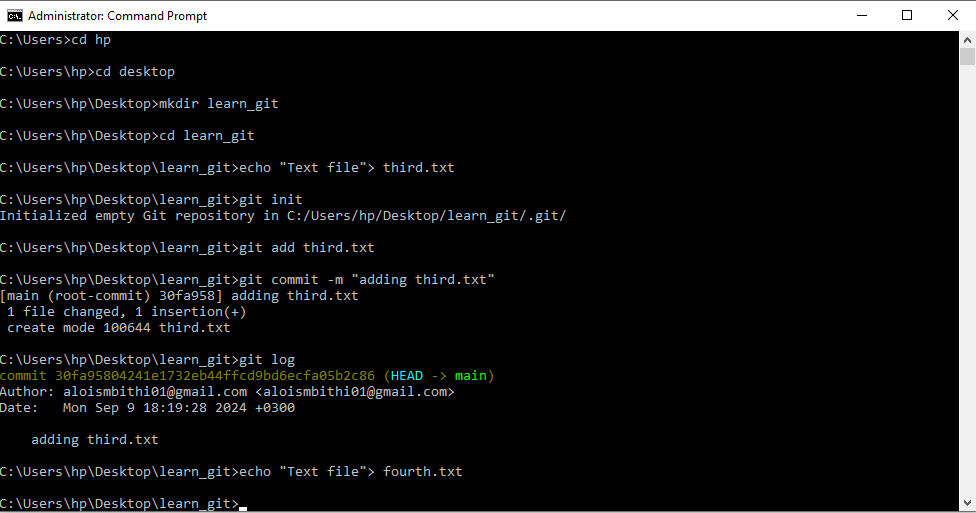 Administrator: Command Prompt
C:\Users>cd hp
C:\Users\hp>cd desktop
C:\Users\hp\Desktop>mkdir learn_git
C:\Users\hp\Desktop>cd learn_git
C:\Users\hp\Desktop\learn_git>echo "Text file"> third.txt
C:\Users\hp\Desktop\learn_git>git init
Initialized empty Git repository in C:/Users/hp/Desktop/learn_git/.git/
C:\Users\hp\Desktop\learn_git>git add third.txt
C:\Users\hp\Desktop\learn_git>git commit -m "adding third.txt"
[main (root-commit) 30fa958] adding third.txt
 1 file changed, 1 insertion(+)
 create mode 100644 third.txt
C:\Users\hp\Desktop\learn_git>git log
commit 30fa95804241e1732eb44ffcd9bd6ecfa05b2c86 (HEAD -> main)
Author: aloismbithi01@gmail.com <aloismbithi01@gmail.com>
Date:   Mon Sep 9 18:19:28 2024 +0300
    adding third.txt
C:\Users\hp\Desktop\learn_git>echo "Text file"> fourth.txt
C:\Users\hp\Desktop\learn_git>